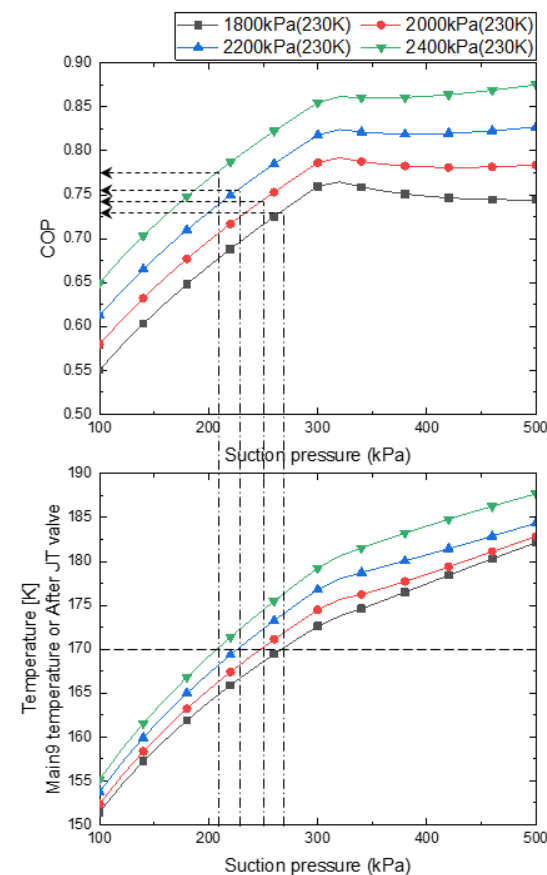 1800kPa(230K) 2000kPa(230K)
2200kPa(230K) 2400kPa(230K)
0.90
0.85
0.80
0.75
0.70
0.65
0.60
0.55
0.50
COP
100 200 300 400 500
Suction pressure (kPa)
190
185
180
175
170
165
160
155
150
Temperature [K]
Main9 temperature or After JT valve
100 200 300 400 500
Suction pressure (kPa)